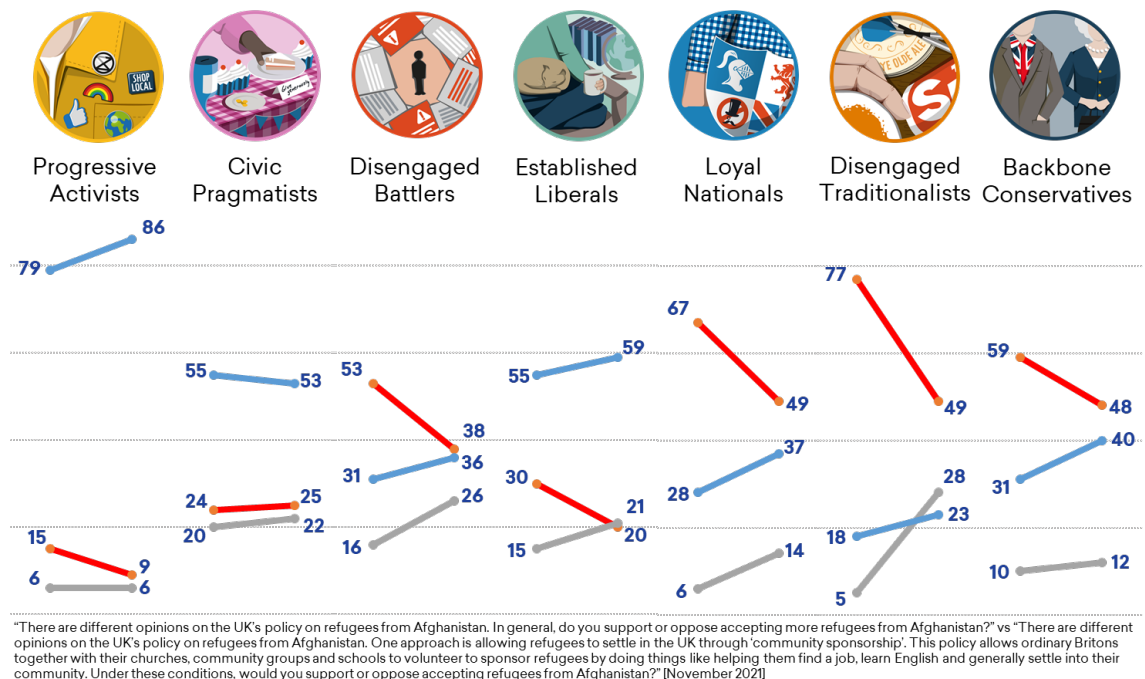 SHOP
LOCAL
Give
generously
YE OLDE ALE
S
Progressive
Activists
Civic
Pragmatists
Disengaged
Battlers
Established
Liberals
Loyal
Nationals
Disengaged
Traditionalists
Backbone
Conservatives
79 86
15 9
6 6
55 53
24 25
20 22
53 38
31 36
16 26
55 59
30 20
15 21
67 49
28 37
6 14
77 49
18 23
5 28
59 48
31 40
10 12
“There are different opinions on the UK’s policy on refugees from Afghanistan. In general, do you support or oppose accepting more refugees from Afghanistan?” vs “There are different
opinions on the UK’s policy on refugees from Afghanistan. One approach is allowing refugees to settle in the UK through ‘community sponsorship’. This policy allows ordinary Britons
together with their churches, community groups and schools to volunteer to sponsor refugees by doing things like helping them find a job, learn English and generally settle into their
community. Under these conditions, would you support or oppose accepting refugees from Afghanistan?” [November 2021]